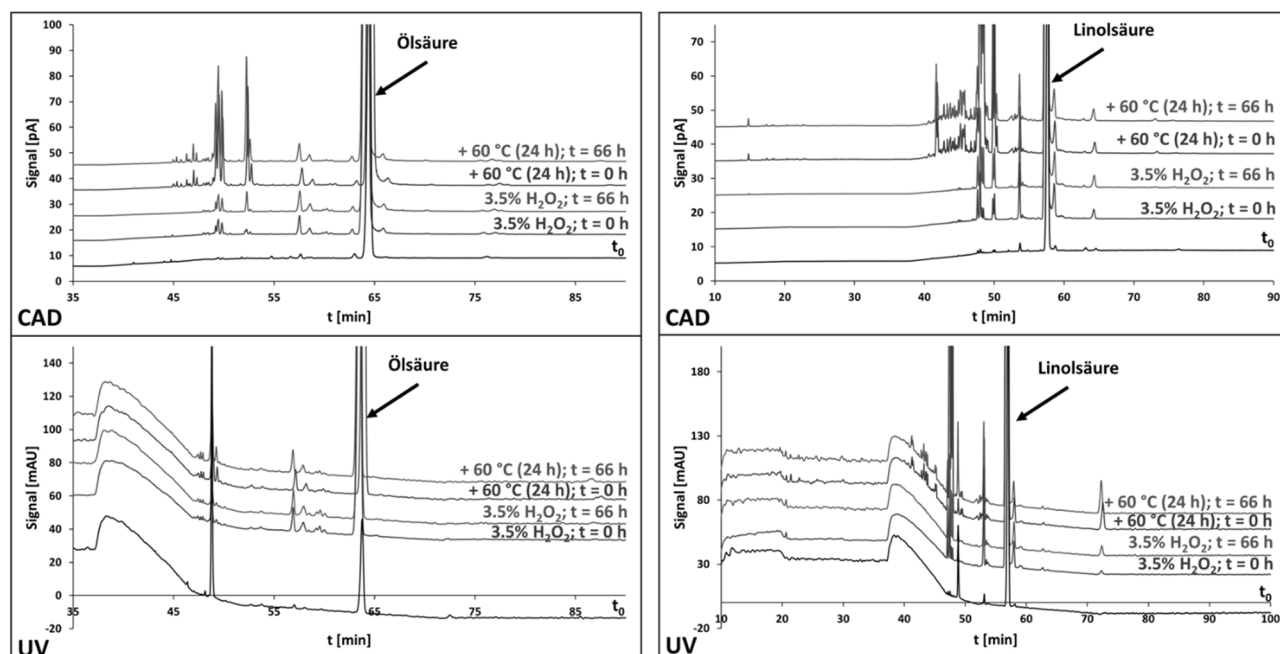 100
90
80
70
60
50
40
30
20
10
0
Signal [pA]
Ölsäure
+ 60 °C (24 h); t = 66 h
+ 60 °C (24 h); t = 0 h
3.5% H₂O₂; t = 66 h
3.5% H₂O₂; t = 0 h
t₀
35 45 55 65 75 85
t [min]
CAD
70
60
50
40
30
20
10
0
Signal [pA]
Linolsäure
+ 60 °C (24 h); t = 66 h
+ 60 °C (24 h); t = 0 h
3.5% H₂O₂; t = 66 h
3.5% H₂O₂; t = 0 h
t₀
10 20 30 40 50 60 70 80 90
t [min]
CAD
140
120
100
80
60
40
20
0
-20
Signal [mAU]
Ölsäure
+ 60 °C (24 h); t = 66 h
+ 60 °C (24 h); t = 0 h
3.5% H₂O₂; t = 66 h
3.5% H₂O₂; t = 0 h
t₀
35 45 55 65 75 85
t [min]
UV
180
130
80
30
-20
Signal [mAU]
Linolsäure
+ 60 °C (24 h); t = 66 h
+ 60 °C (24 h); t = 0 h
3.5% H₂O₂; t = 66 h
3.5% H₂O₂; t = 0 h
t₀
10 20 30 40 50 60 70 80 90 100
t [min]
UV